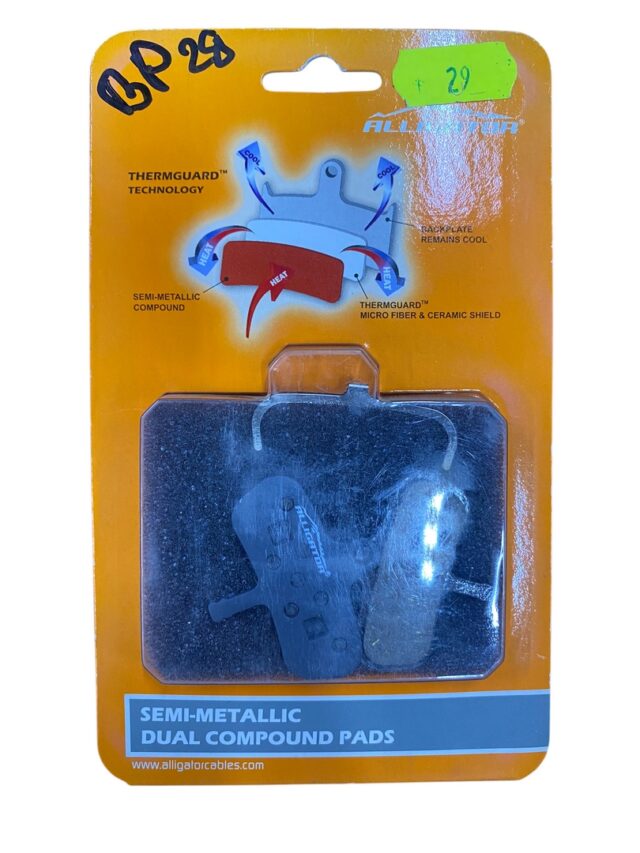 BP 28
29
ALLIGATOR®
THERMGUARD™
TECHNOLOGY
COOL
COOL
BACKPLATE
REMAINS COOL
HEAT
HEAT
HEAT
SEMI-METALLIC
COMPOUND
THERMGUARD™
MICRO FIBER & CERAMIC SHIELD
ALLIGATOR®
SEMI-METALLIC
DUAL COMPOUND PADS
www.alligatorcables.com